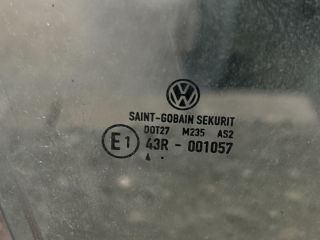 SAINT-GOBAIN SEKURIT
DOT27 M235 AS2
E1 43R - 001057